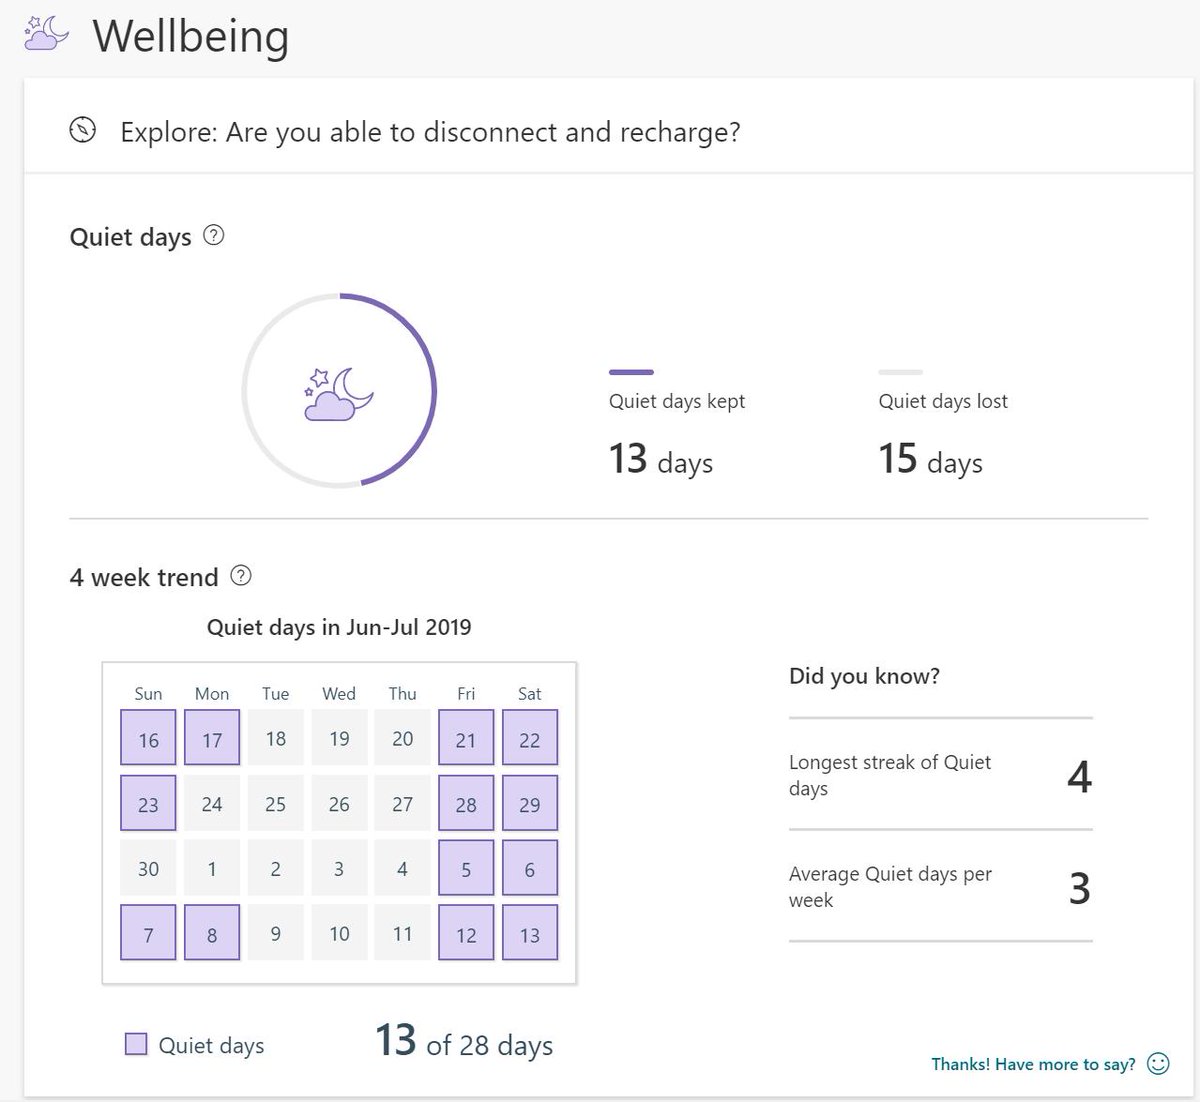 Wellbeing
Explore: Are you able to disconnect and recharge?
Quiet days ?
Quiet days kept
13 days
Quiet days lost
15 days
4 week trend ?
Quiet days in Jun-Jul 2019
Sun Mon Tue Wed Thu Fri Sat
16 17 18 19 20 21 22
23 24 25 26 27 28 29
30 1 2 3 4 5 6
7 8 9 10 11 12 13
Quiet days
13 of 28 days
Did you know?
Longest streak of Quiet
days
4
Average Quiet days per
week
3
Thanks! Have more to say?